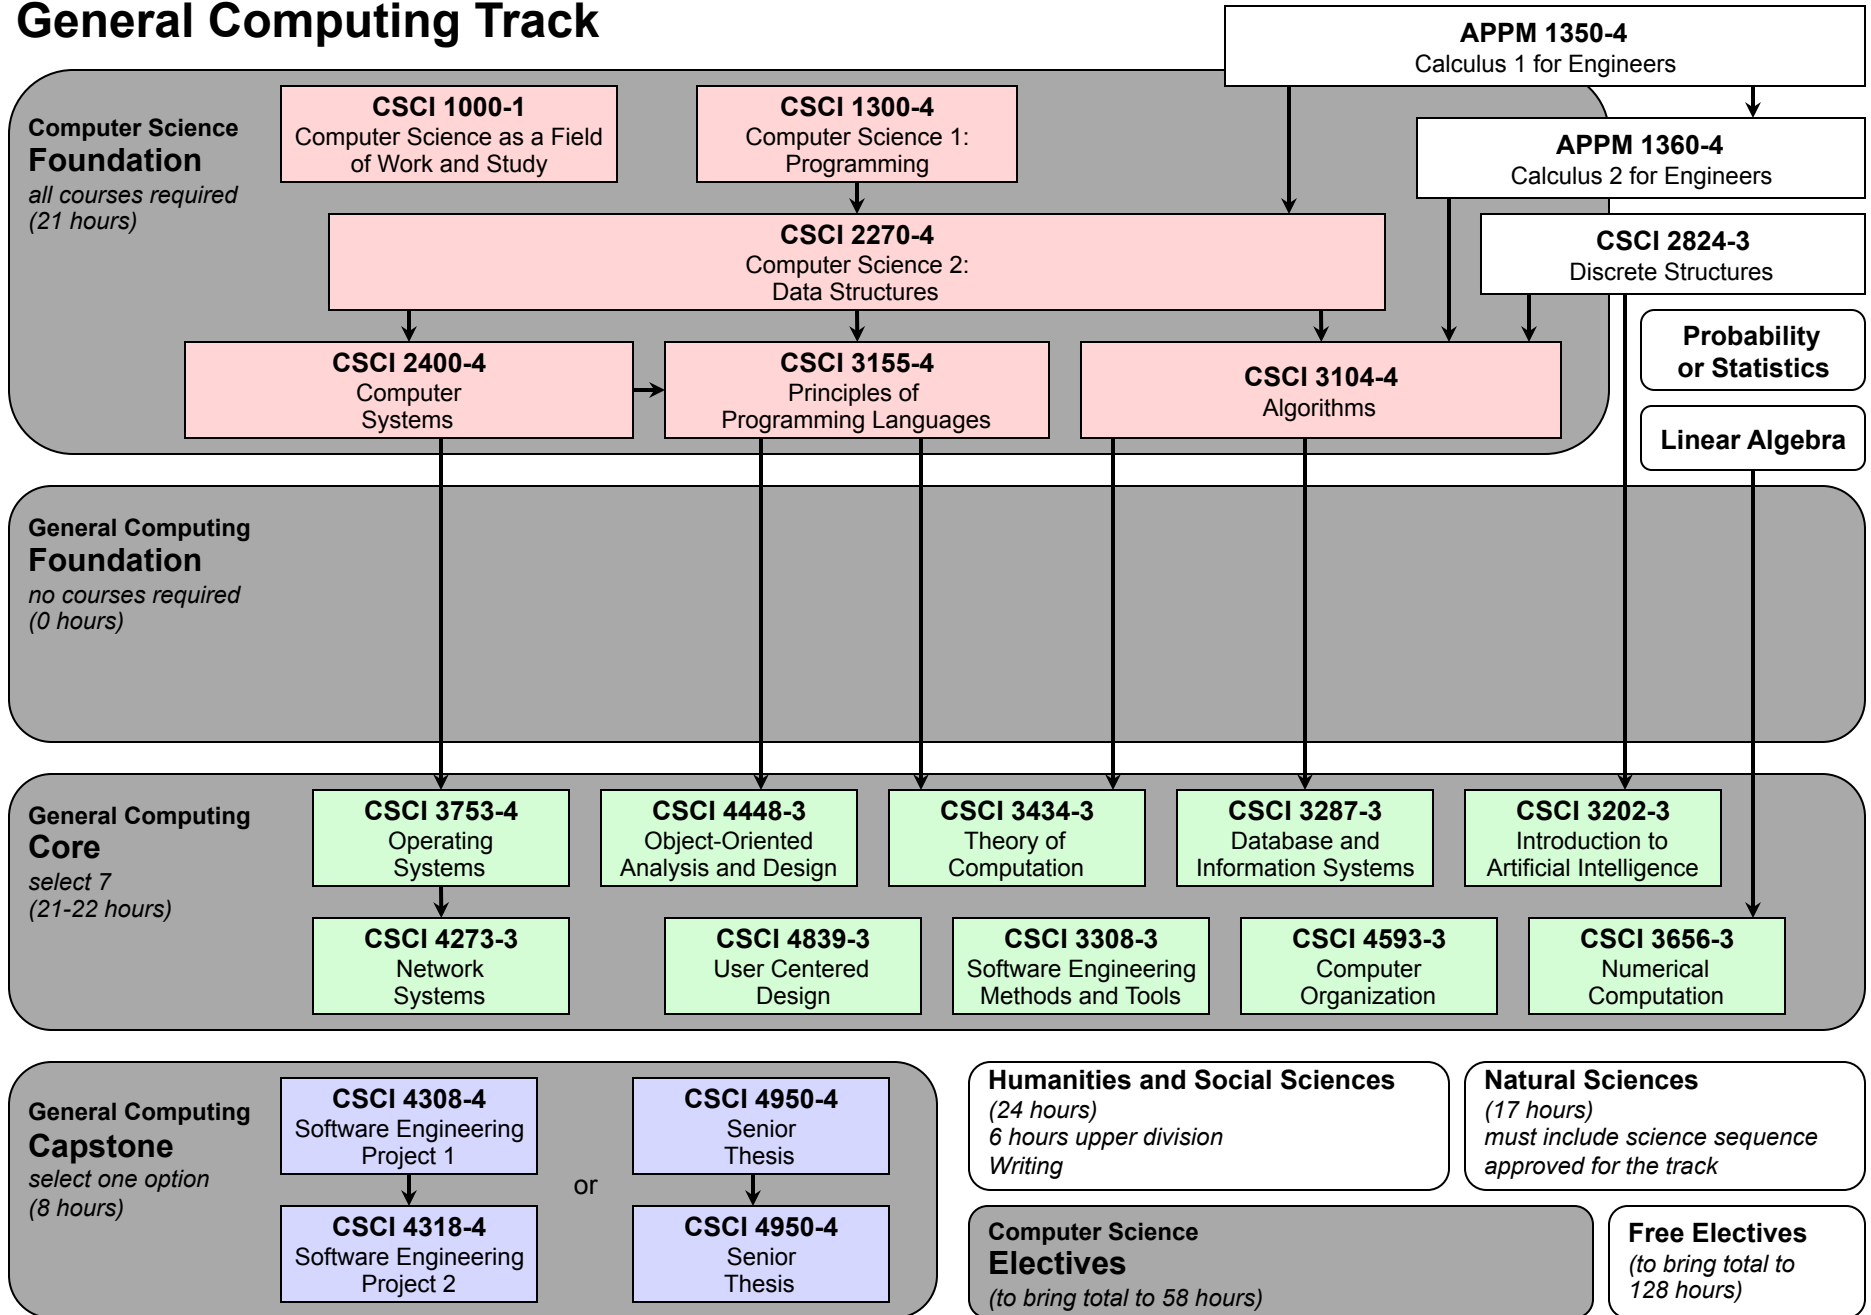 General Computing Track
APPM 1350-4
Calculus 1 for Engineers
Computer Science
Foundation
all courses required
(21 hours)
CSCI 1000-1
Computer Science as a Field
of Work and Study
CSCI 1300-4
Computer Science 1:
Programming
APPM 1360-4
Calculus 2 for Engineers
CSCI 2270-4
Computer Science 2:
Data Structures
CSCI 2824-3
Discrete Structures
Probability
or Statistics
CSCI 2400-4
Computer
Systems
CSCI 3155-4
Principles of
Programming Languages
CSCI 3104-4
Algorithms
Linear Algebra
General Computing
Foundation
no courses required
(0 hours)
General Computing
Core
select 7
(21-22 hours)
CSCI 3753-4
Operating
Systems
CSCI 4448-3
Object-Oriented
Analysis and Design
CSCI 3434-3
Theory of
Computation
CSCI 3287-3
Database and
Information Systems
CSCI 3202-3
Introduction to
Artificial Intelligence
CSCI 4273-3
Network
Systems
CSCI 4839-3
User Centered
Design
CSCI 3308-3
Software Engineering
Methods and Tools
CSCI 4593-3
Computer
Organization
CSCI 3656-3
Numerical
Computation
General Computing
Capstone
select one option
(8 hours)
CSCI 4308-4
Software Engineering
Project 1
or
CSCI 4950-4
Senior
Thesis
CSCI 4318-4
Software Engineering
Project 2
CSCI 4950-4
Senior
Thesis
Humanities and Social Sciences
(24 hours)
6 hours upper division
Writing
Natural Sciences
(17 hours)
must include science sequence
approved for the track
Computer Science
Electives
(to bring total to 58 hours)
Free Electives
(to bring total to
128 hours)